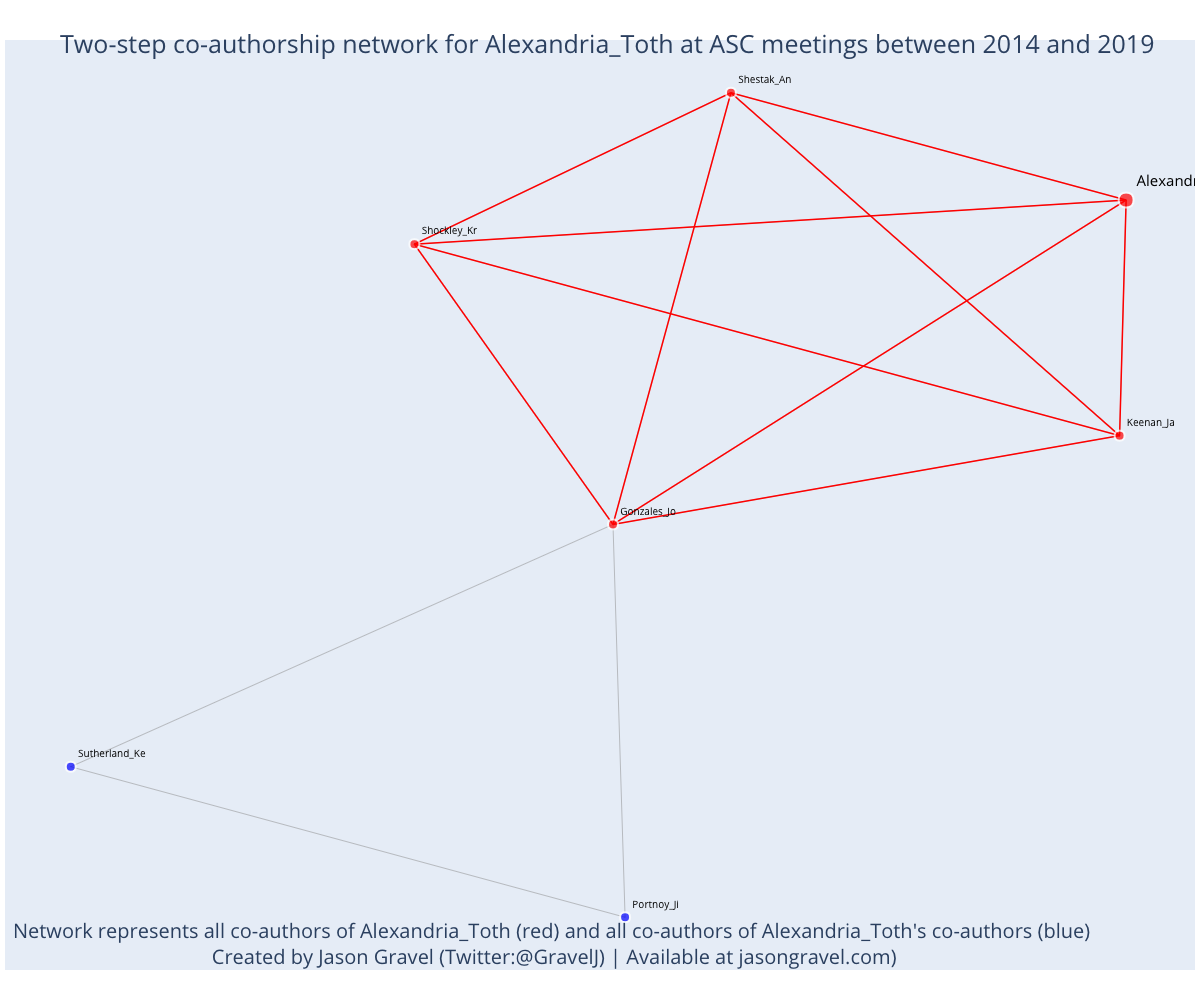 Two-step co-authorship network for Alexandria_Toth at ASC meetings between 2014 and 2019
Shestak_An
Alexandr
Shockley_Kr
Keenan_Ja
Gonzales_Jo
Sutherland_Ke
Portnoy_Ji
Network represents all co-authors of Alexandria_Toth (red) and all co-authors of Alexandria_Toth's co-authors (blue)
Created by Jason Gravel (Twitter:@GravelJ) | Available at jasongravel.com)